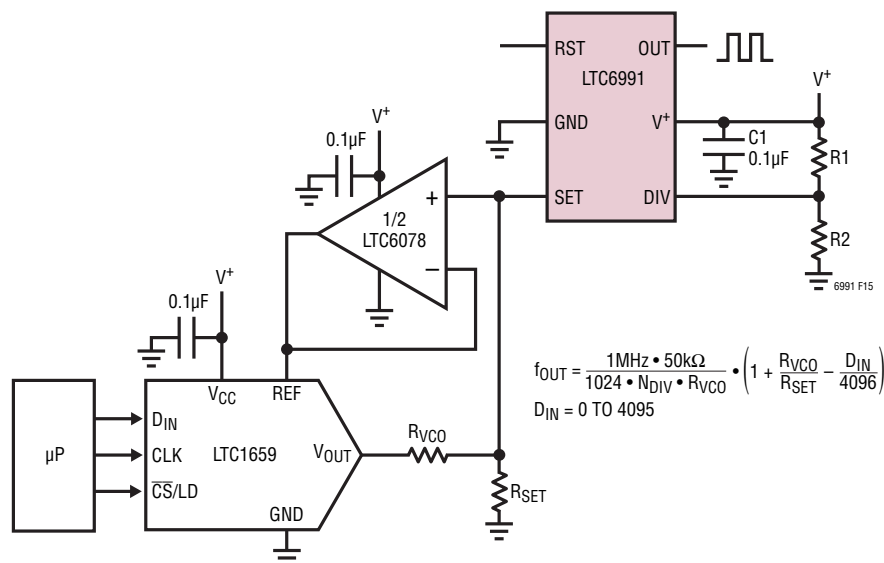 RST
OUT
LTC6991
GND
V+
SET
DIV
V+
C1
0.1µF
R1
R2
6991 F15
V+
0.1µF
+
1/2
LTC6078
−
V+
0.1µF
VCC
REF
µP
DIN
CLK
CS/LD
LTC1659
VOUT
GND
RVCO
RSET
fOUT = 1MHz • 50kΩ / 1024 • NDIV • RVCO • (1 + RVCO / RSET − DIN / 4096)
DIN = 0 TO 4095